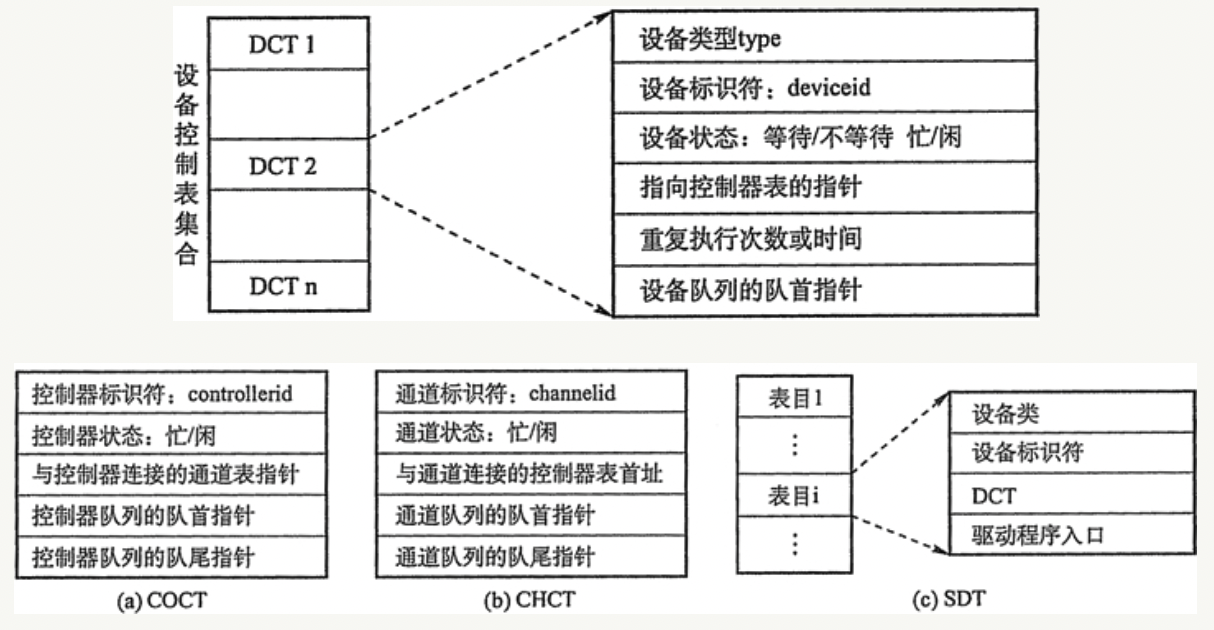 设备控制表集合
DCT 1
DCT 2
DCT n
设备类型type
设备标识符：deviceid
设备状态：等待/不等待 忙/闲
指向控制器表的指针
重复执行次数或时间
设备队列的队首指针
控制器标识符：controllerid
控制器状态：忙/闲
与控制器连接的通道表指针
控制器队列的队首指针
控制器队列的队尾指针
(a) COCT
通道标识符：channelid
通道状态：忙/闲
与通道连接的控制器表首址
通道队列的队首指针
通道队列的队尾指针
(b) CHCT
表目1
⋮
表目i
⋮
设备类
设备标识符
DCT
驱动程序入口
(c) SDT